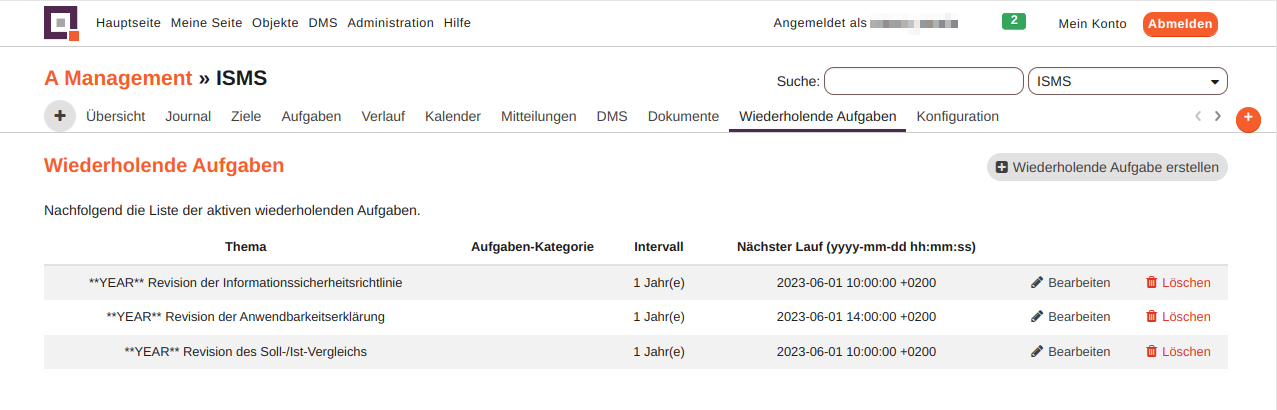 Hauptseite Meine Seite Objekte DMS Administration Hilfe Angemeldet als 2 Mein Konto Abmelden
A Management » ISMS Suche: ISMS
Übersicht Journal Ziele Aufgaben Verlauf Kalender Mitteilungen DMS Dokumente Wiederholende Aufgaben Konfiguration
Wiederholende Aufgaben Wiederholende Aufgabe erstellen
Nachfolgend die Liste der aktiven wiederholenden Aufgaben.
Thema Aufgaben-Kategorie Intervall Nächster Lauf (yyyy-mm-dd hh:mm:ss)
**YEAR** Revision der Informationssicherheitsrichtlinie 1 Jahr(e) 2023-06-01 10:00:00 +0200 Bearbeiten Löschen
**YEAR** Revision der Anwendbarkeitserklärung 1 Jahr(e) 2023-06-01 14:00:00 +0200 Bearbeiten Löschen
**YEAR** Revision des Soll-/Ist-Vergleichs 1 Jahr(e) 2023-06-01 10:00:00 +0200 Bearbeiten Löschen